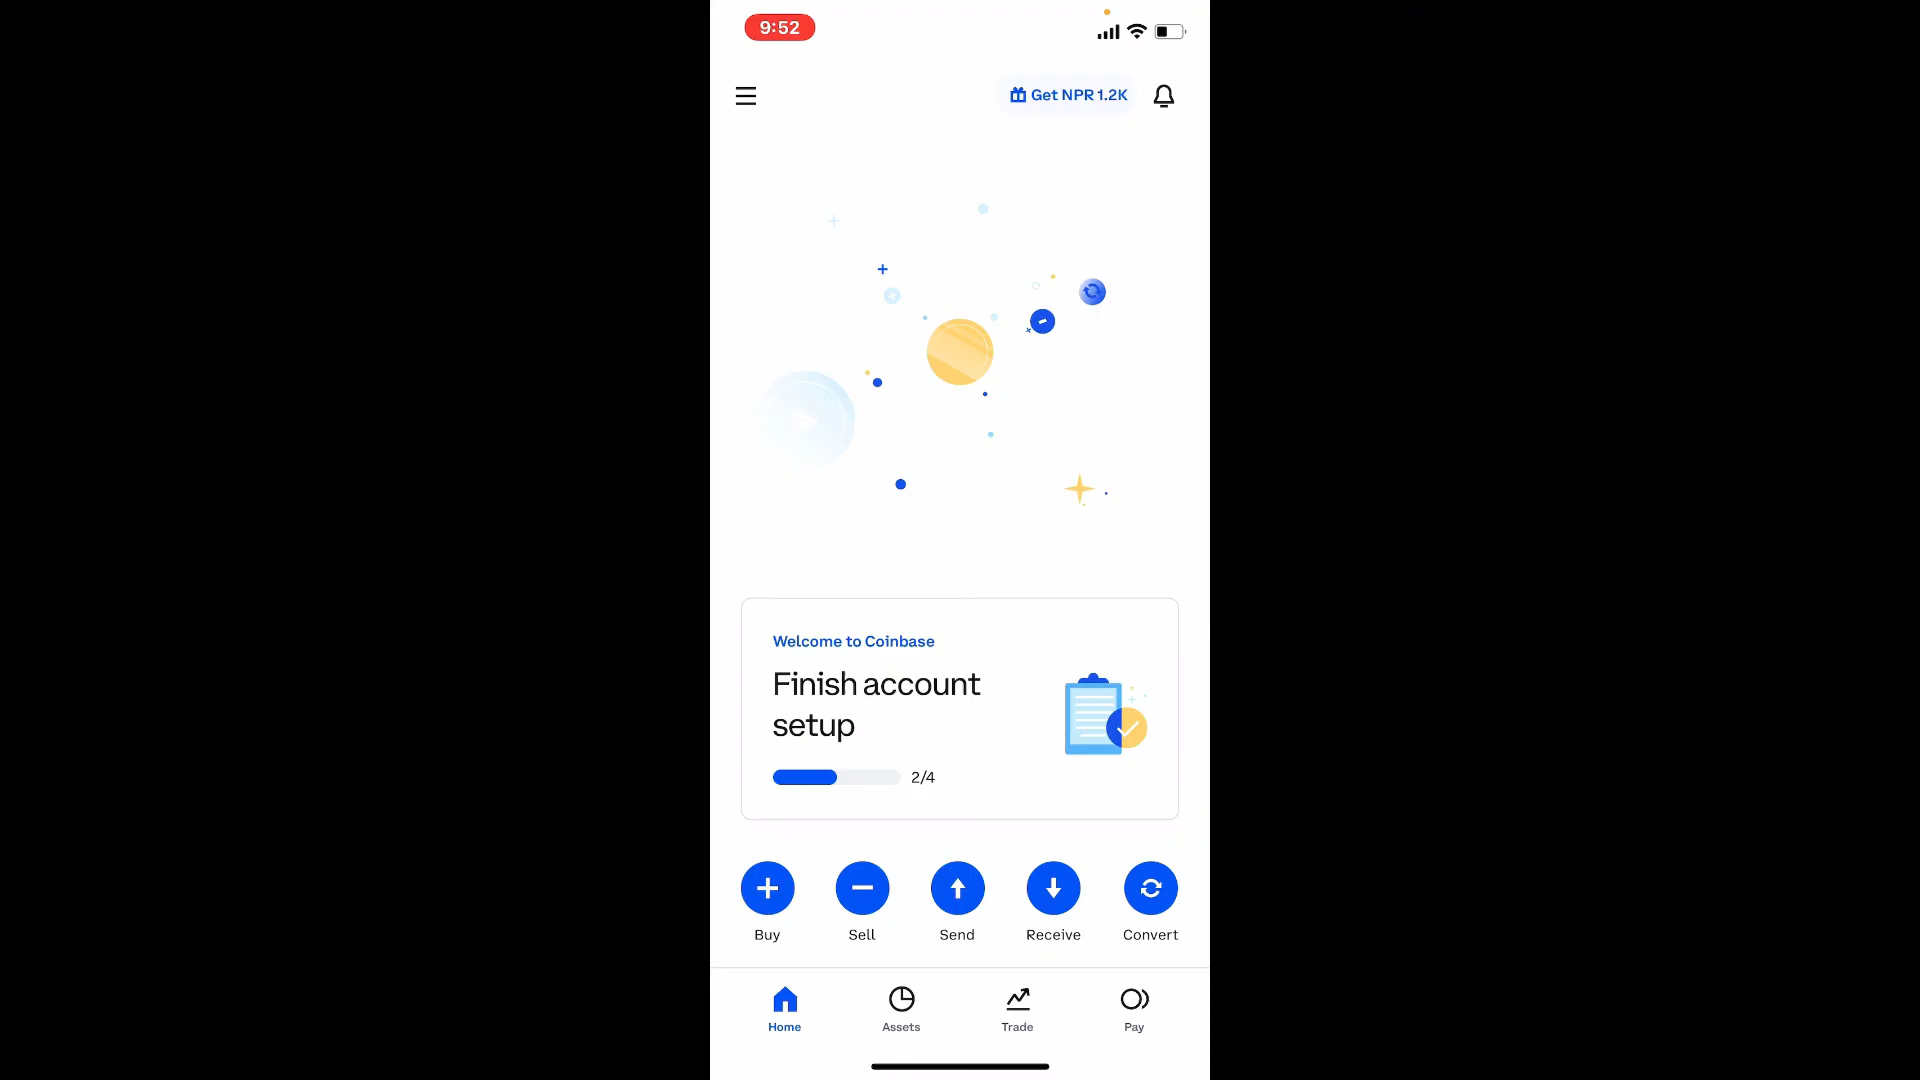 9:52
Get NPR 1.2K
Welcome to Coinbase
Finish account
setup
2/4
Buy Sell Send Receive Convert
Home Assets Trade Pay